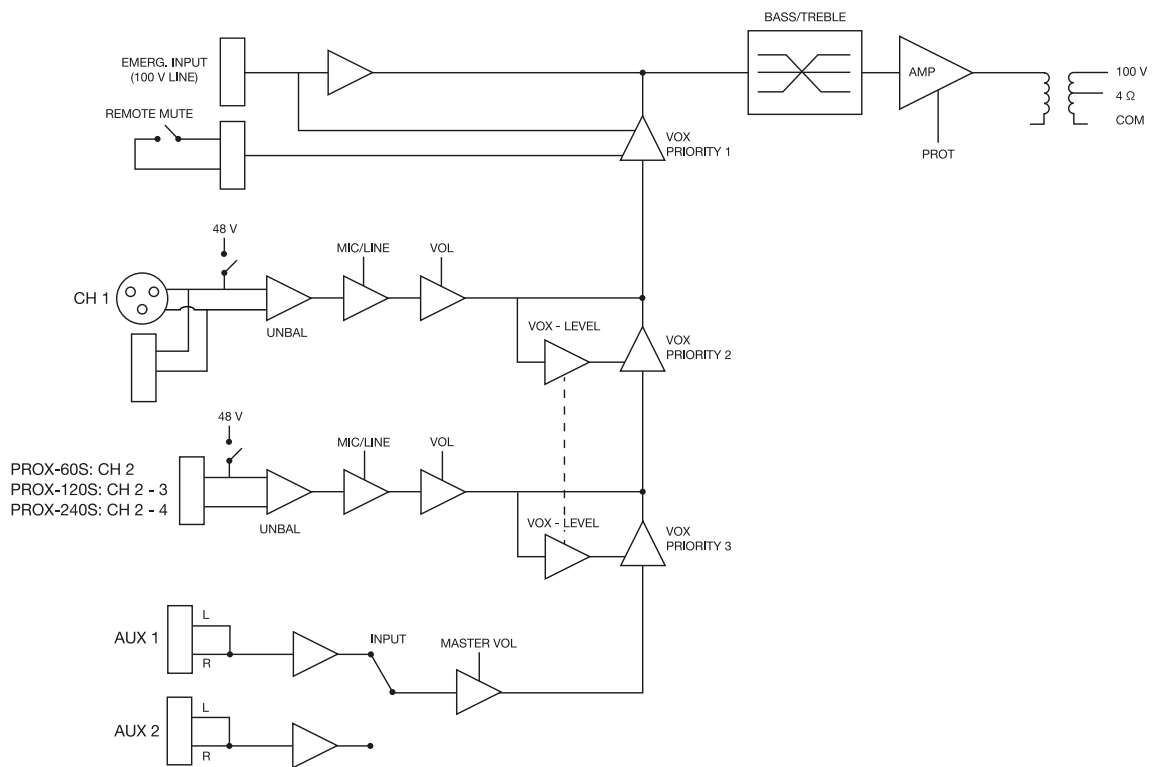 BASS/TREBLE
EMERG. INPUT
(100 V LINE)
AMP
100 V
4 Ω
COM
REMOTE MUTE
VOX
PRIORITY 1
PROT
48 V
MIC/LINE
VOL
CH 1
UNBAL
VOX - LEVEL
VOX
PRIORITY 2
48 V
MIC/LINE
VOL
PROX-60S: CH 2
PROX-120S: CH 2 - 3
PROX-240S: CH 2 - 4
UNBAL
VOX - LEVEL
VOX
PRIORITY 3
AUX 1
L
R
INPUT
MASTER VOL
AUX 2
L
R